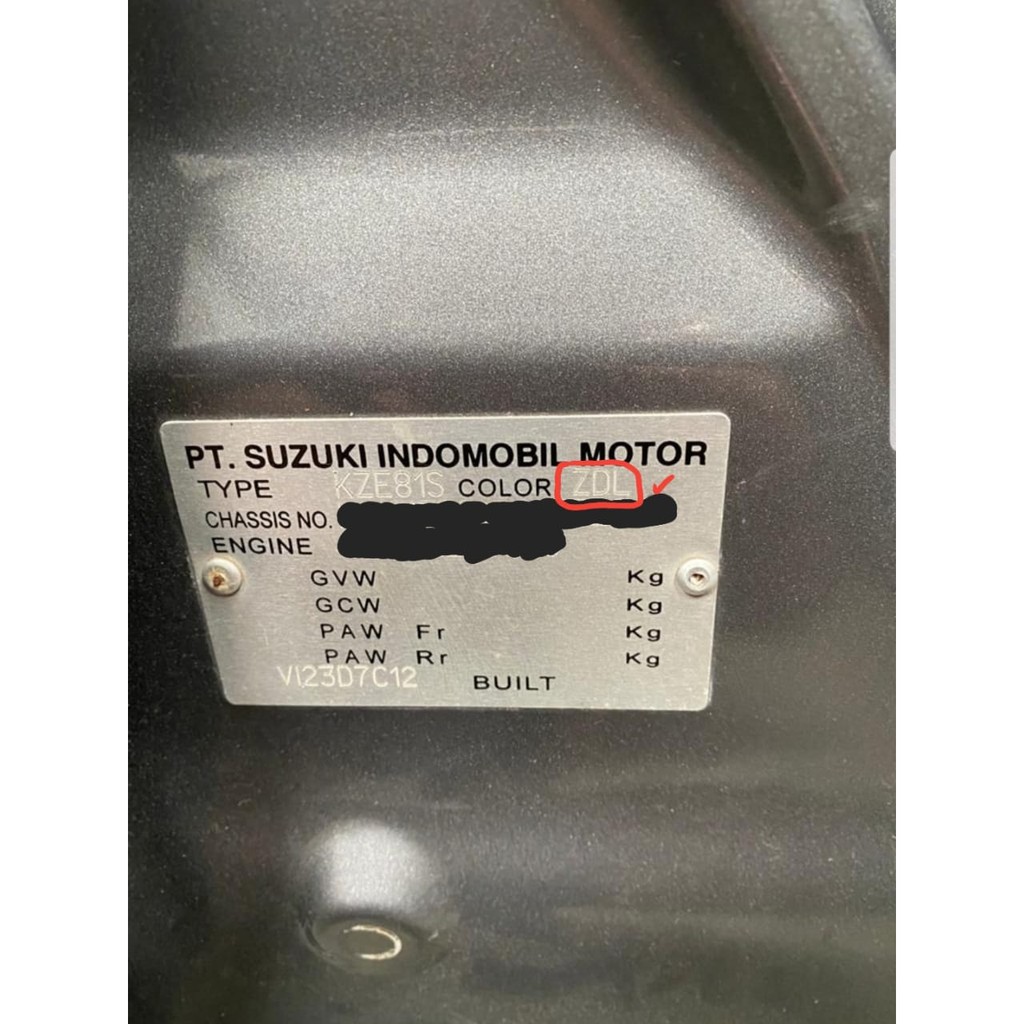 PT. SUZUKI INDOMOBIL MOTOR
TYPE KZE81S COLOR ZDL
CHASSIS NO.
ENGINE
GVW Kg
GCW Kg
PAW Fr Kg
PAW Rr Kg
VI23D7C12 BUILT